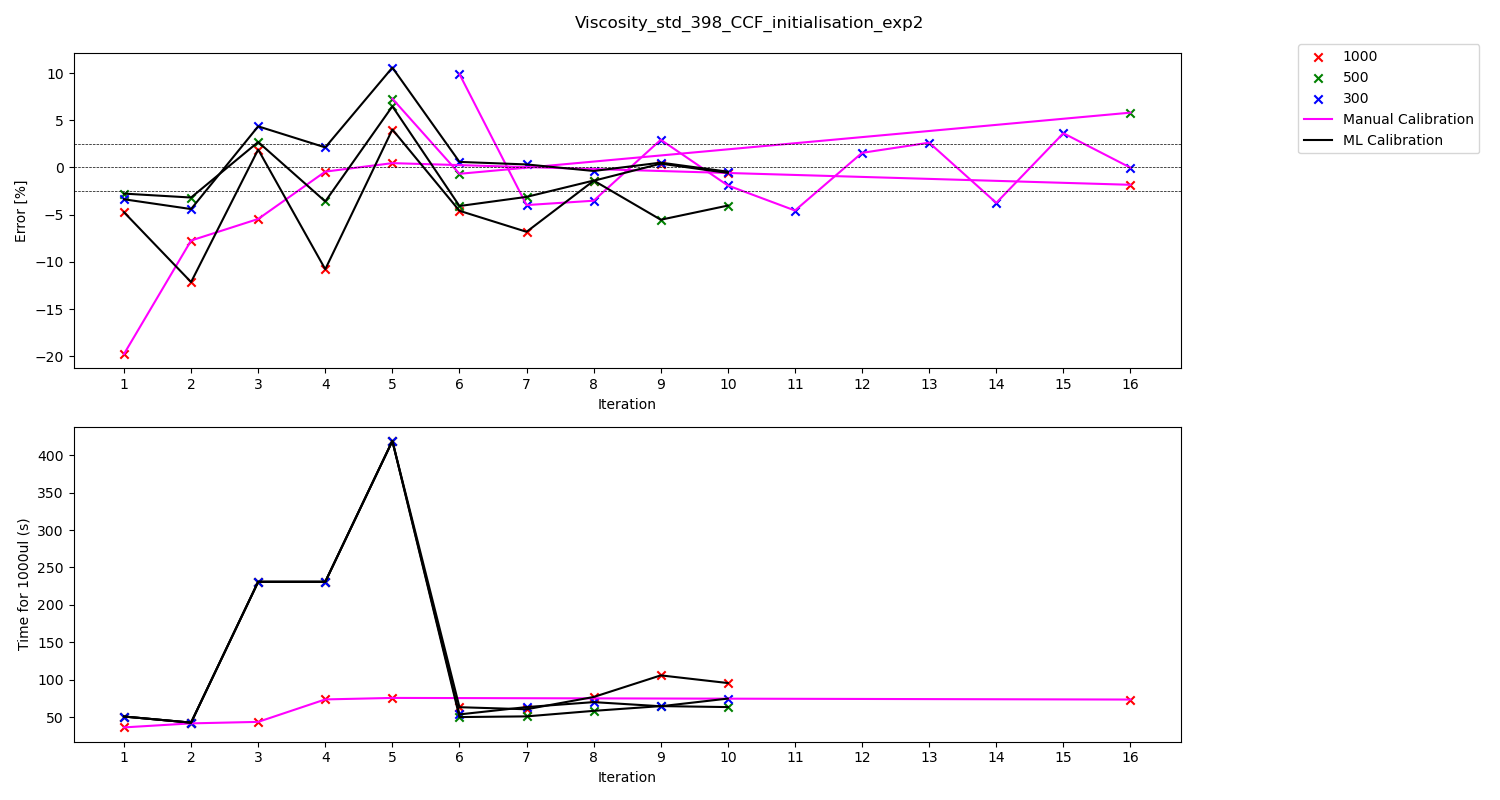 Viscosity_std_398_CCF_initialisation_exp2
1000
500
300
Manual Calibration
ML Calibration
Error [%]
10
5
0
−5
−10
−15
−20
1 2 3 4 5 6 7 8 9 10 11 12 13 14 15 16
Iteration
Time for 1000ul (s)
400
350
300
250
200
150
100
50
1 2 3 4 5 6 7 8 9 10 11 12 13 14 15 16
Iteration